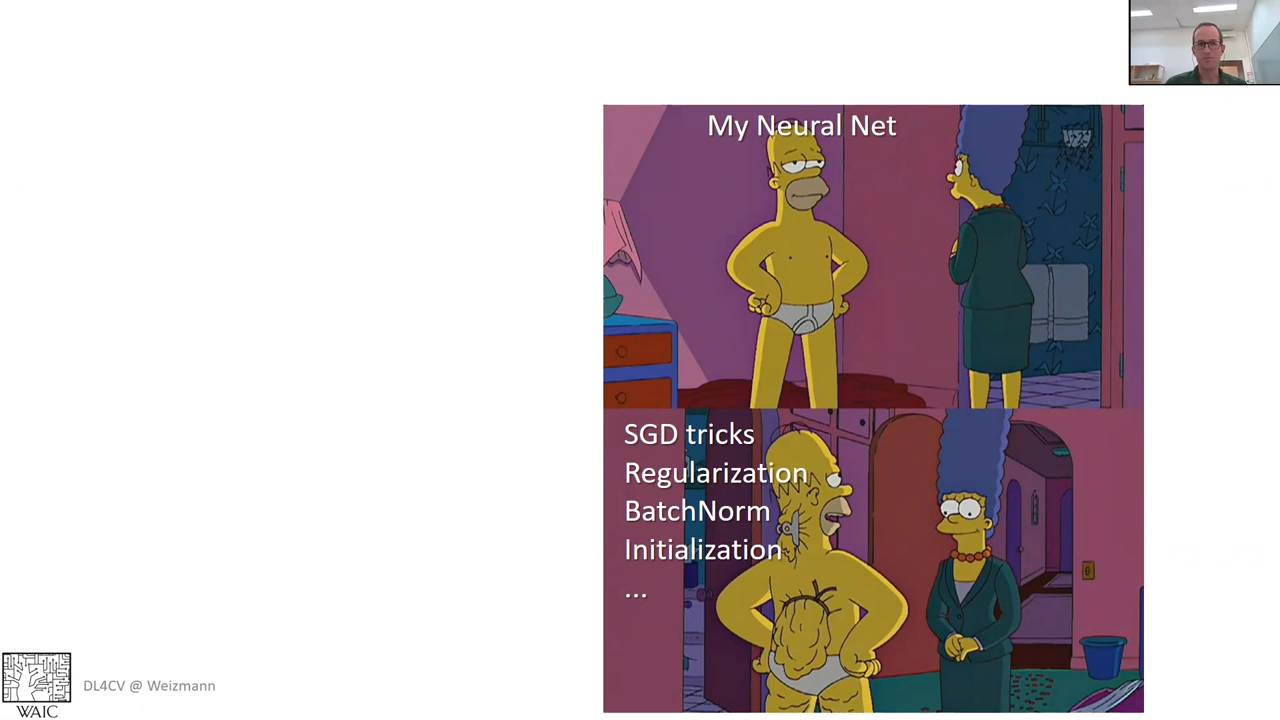 My Neural Net
SGD tricks
Regularization
BatchNorm
Initialization
...
DL4CV @ Weizmann
WAIC